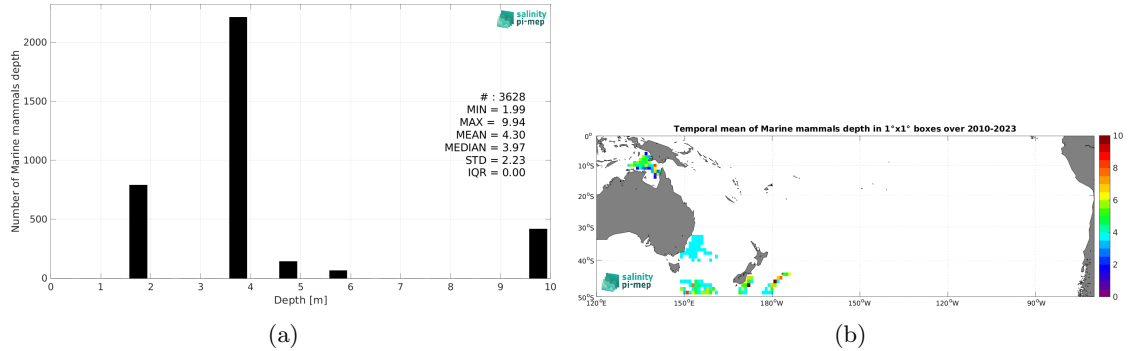 Number of Marine mammals depth
2000
1500
1000
500
0
0 1 2 3 4 5 6 7 8 9 10
Depth [m]
salinity
pi-mep
# : 3628
MIN = 1.99
MAX = 9.94
MEAN = 4.30
MEDIAN = 3.97
STD = 2.23
IQR = 0.00
(a)
Temporal mean of Marine mammals depth in 1°x1° boxes over 2010-2023
0°
10°S
20°S
30°S
40°S
50°S
120°E 150°E 180°W 150°W 120°W 90°W
salinity
pi-mep
10
8
6
4
2
0
(b)